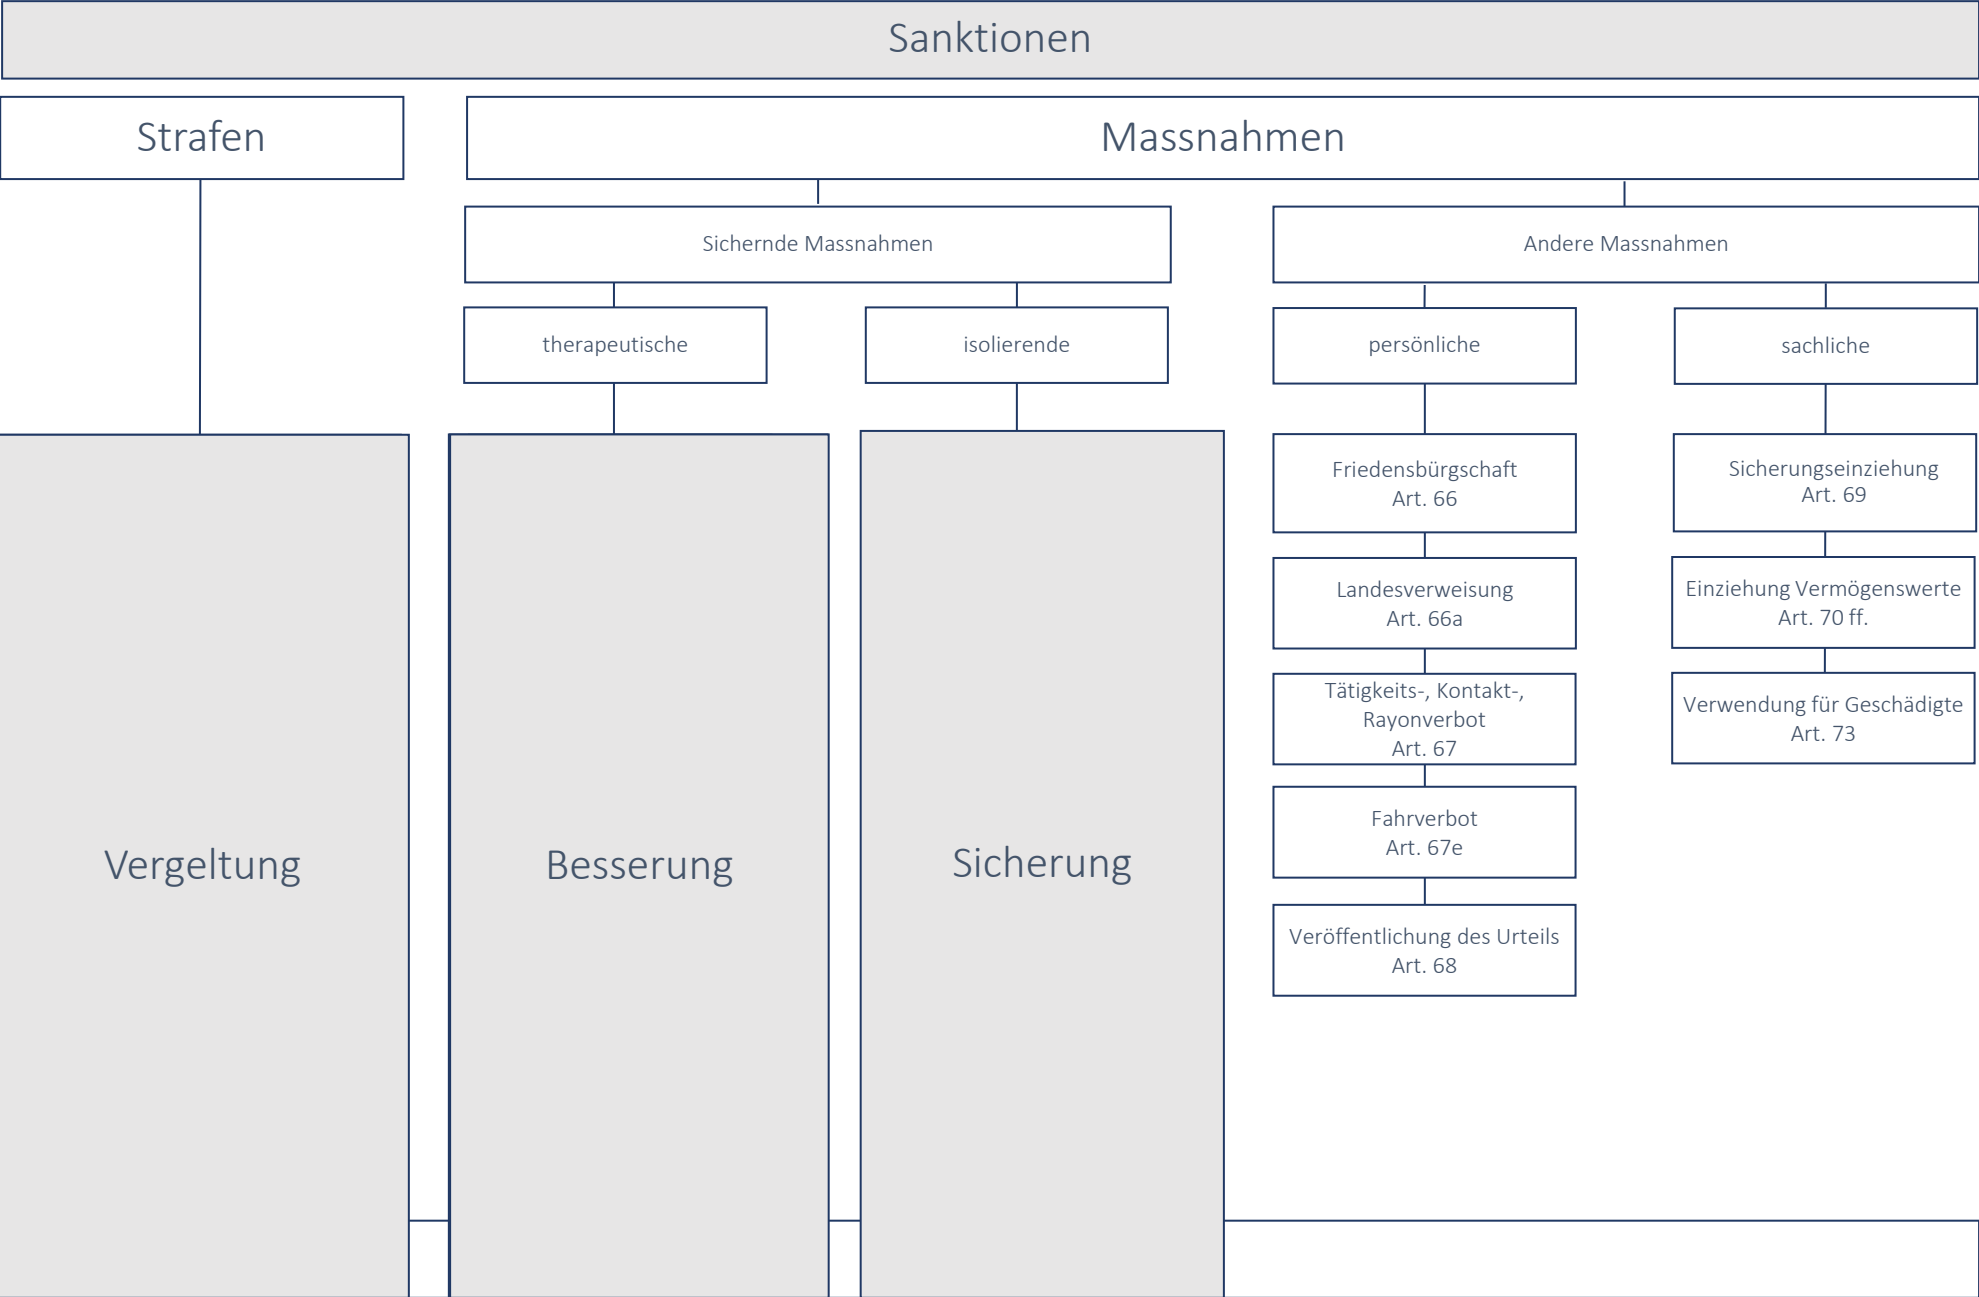 Sanktionen
Strafen
Massnahmen
Sichernde Massnahmen
Andere Massnahmen
therapeutische
isolierende
persönliche
sachliche
Vergeltung
Besserung
Sicherung
Friedensbürgschaft
Art. 66
Landesverweisung
Art. 66a
Tätigkeits-, Kontakt-,
Rayonverbot
Art. 67
Fahrverbot
Art. 67e
Veröffentlichung des Urteils
Art. 68
Sicherungseinziehung
Art. 69
Einziehung Vermögenswerte
Art. 70 ff.
Verwendung für Geschädigte
Art. 73